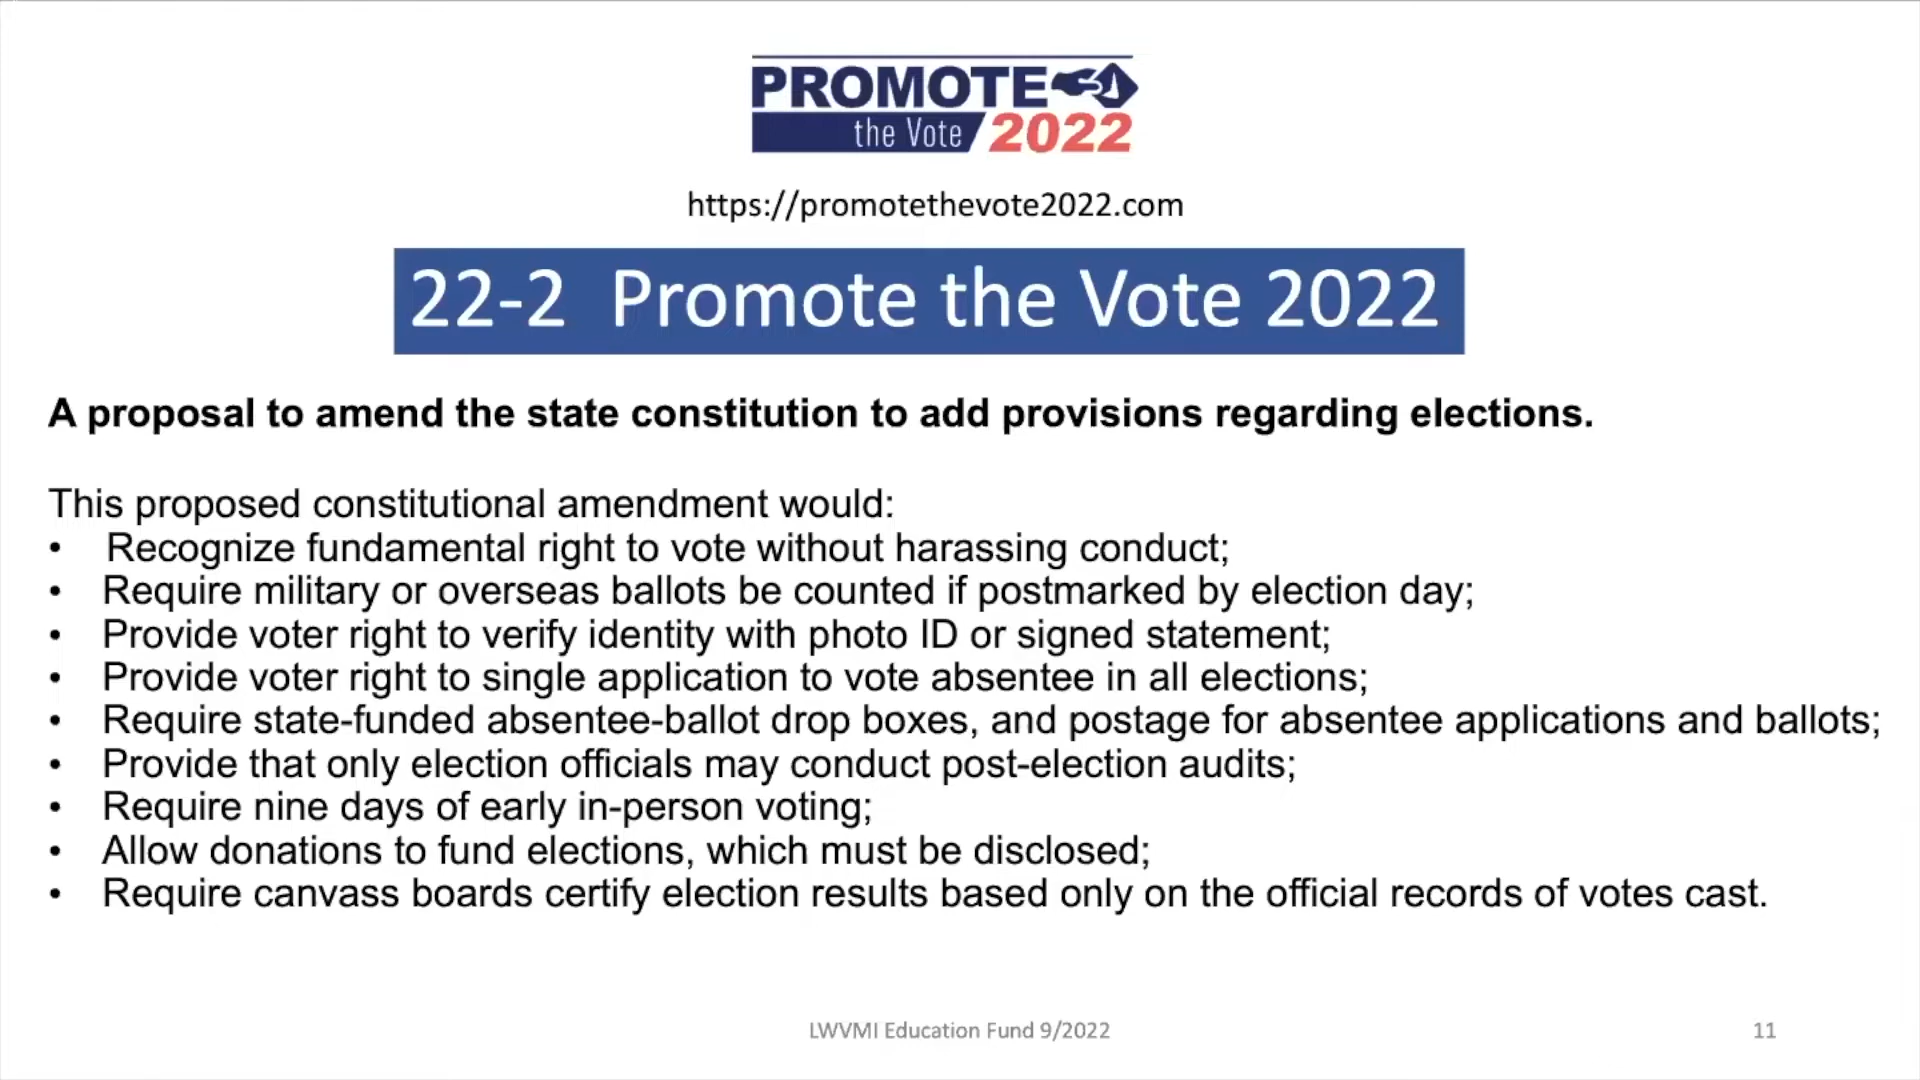 PROMOTE
the Vote 2022
https://promotethevote2022.com
22-2 Promote the Vote 2022
A proposal to amend the state constitution to add provisions regarding elections.
This proposed constitutional amendment would:
• Recognize fundamental right to vote without harassing conduct;
• Require military or overseas ballots be counted if postmarked by election day;
• Provide voter right to verify identity with photo ID or signed statement;
• Provide voter right to single application to vote absentee in all elections;
• Require state-funded absentee-ballot drop boxes, and postage for absentee applications and ballots;
• Provide that only election officials may conduct post-election audits;
• Require nine days of early in-person voting;
• Allow donations to fund elections, which must be disclosed;
• Require canvass boards certify election results based only on the official records of votes cast.
LWVMI Education Fund 9/2022
11